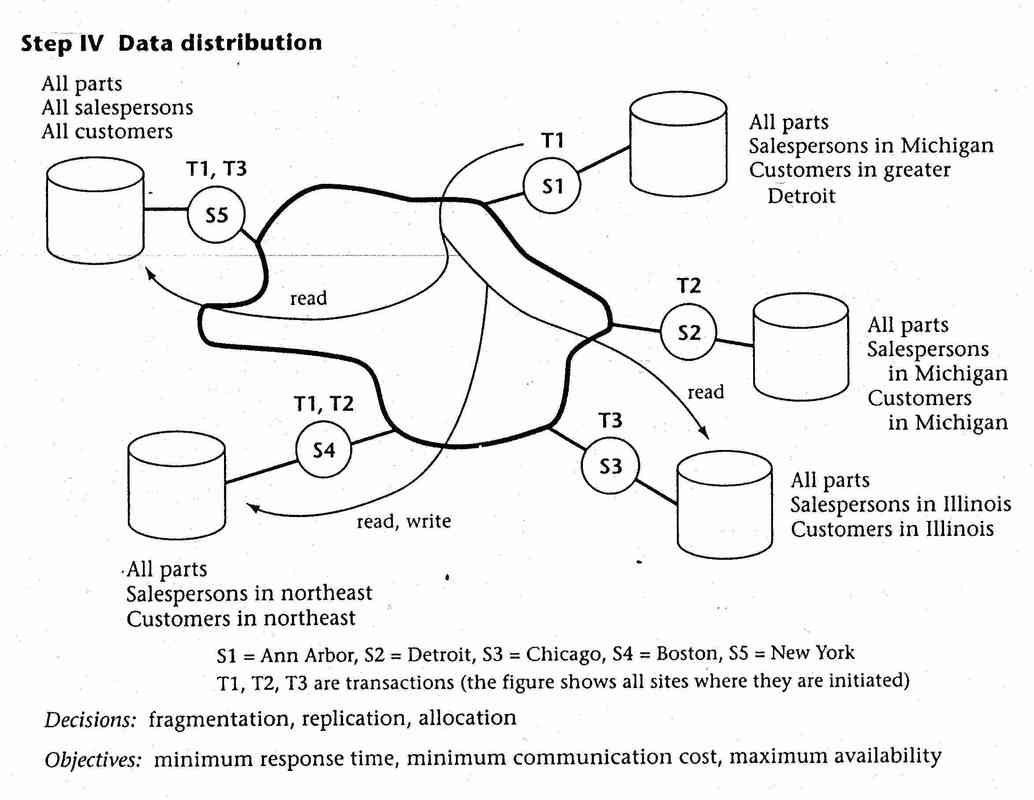 Step IV Data distribution
All parts
All salespersons
All customers
T1, T3
S5
T1
S1
All parts
Salespersons in Michigan
Customers in greater
Detroit
read
T2
S2
All parts
Salespersons
in Michigan
Customers
in Michigan
read
T1, T2
S4
T3
S3
All parts
Salespersons in Illinois
Customers in Illinois
read, write
All parts
Salespersons in northeast
Customers in northeast
S1 = Ann Arbor, S2 = Detroit, S3 = Chicago, S4 = Boston, S5 = New York
T1, T2, T3 are transactions (the figure shows all sites where they are initiated)
Decisions: fragmentation, replication, allocation
Objectives: minimum response time, minimum communication cost, maximum availability